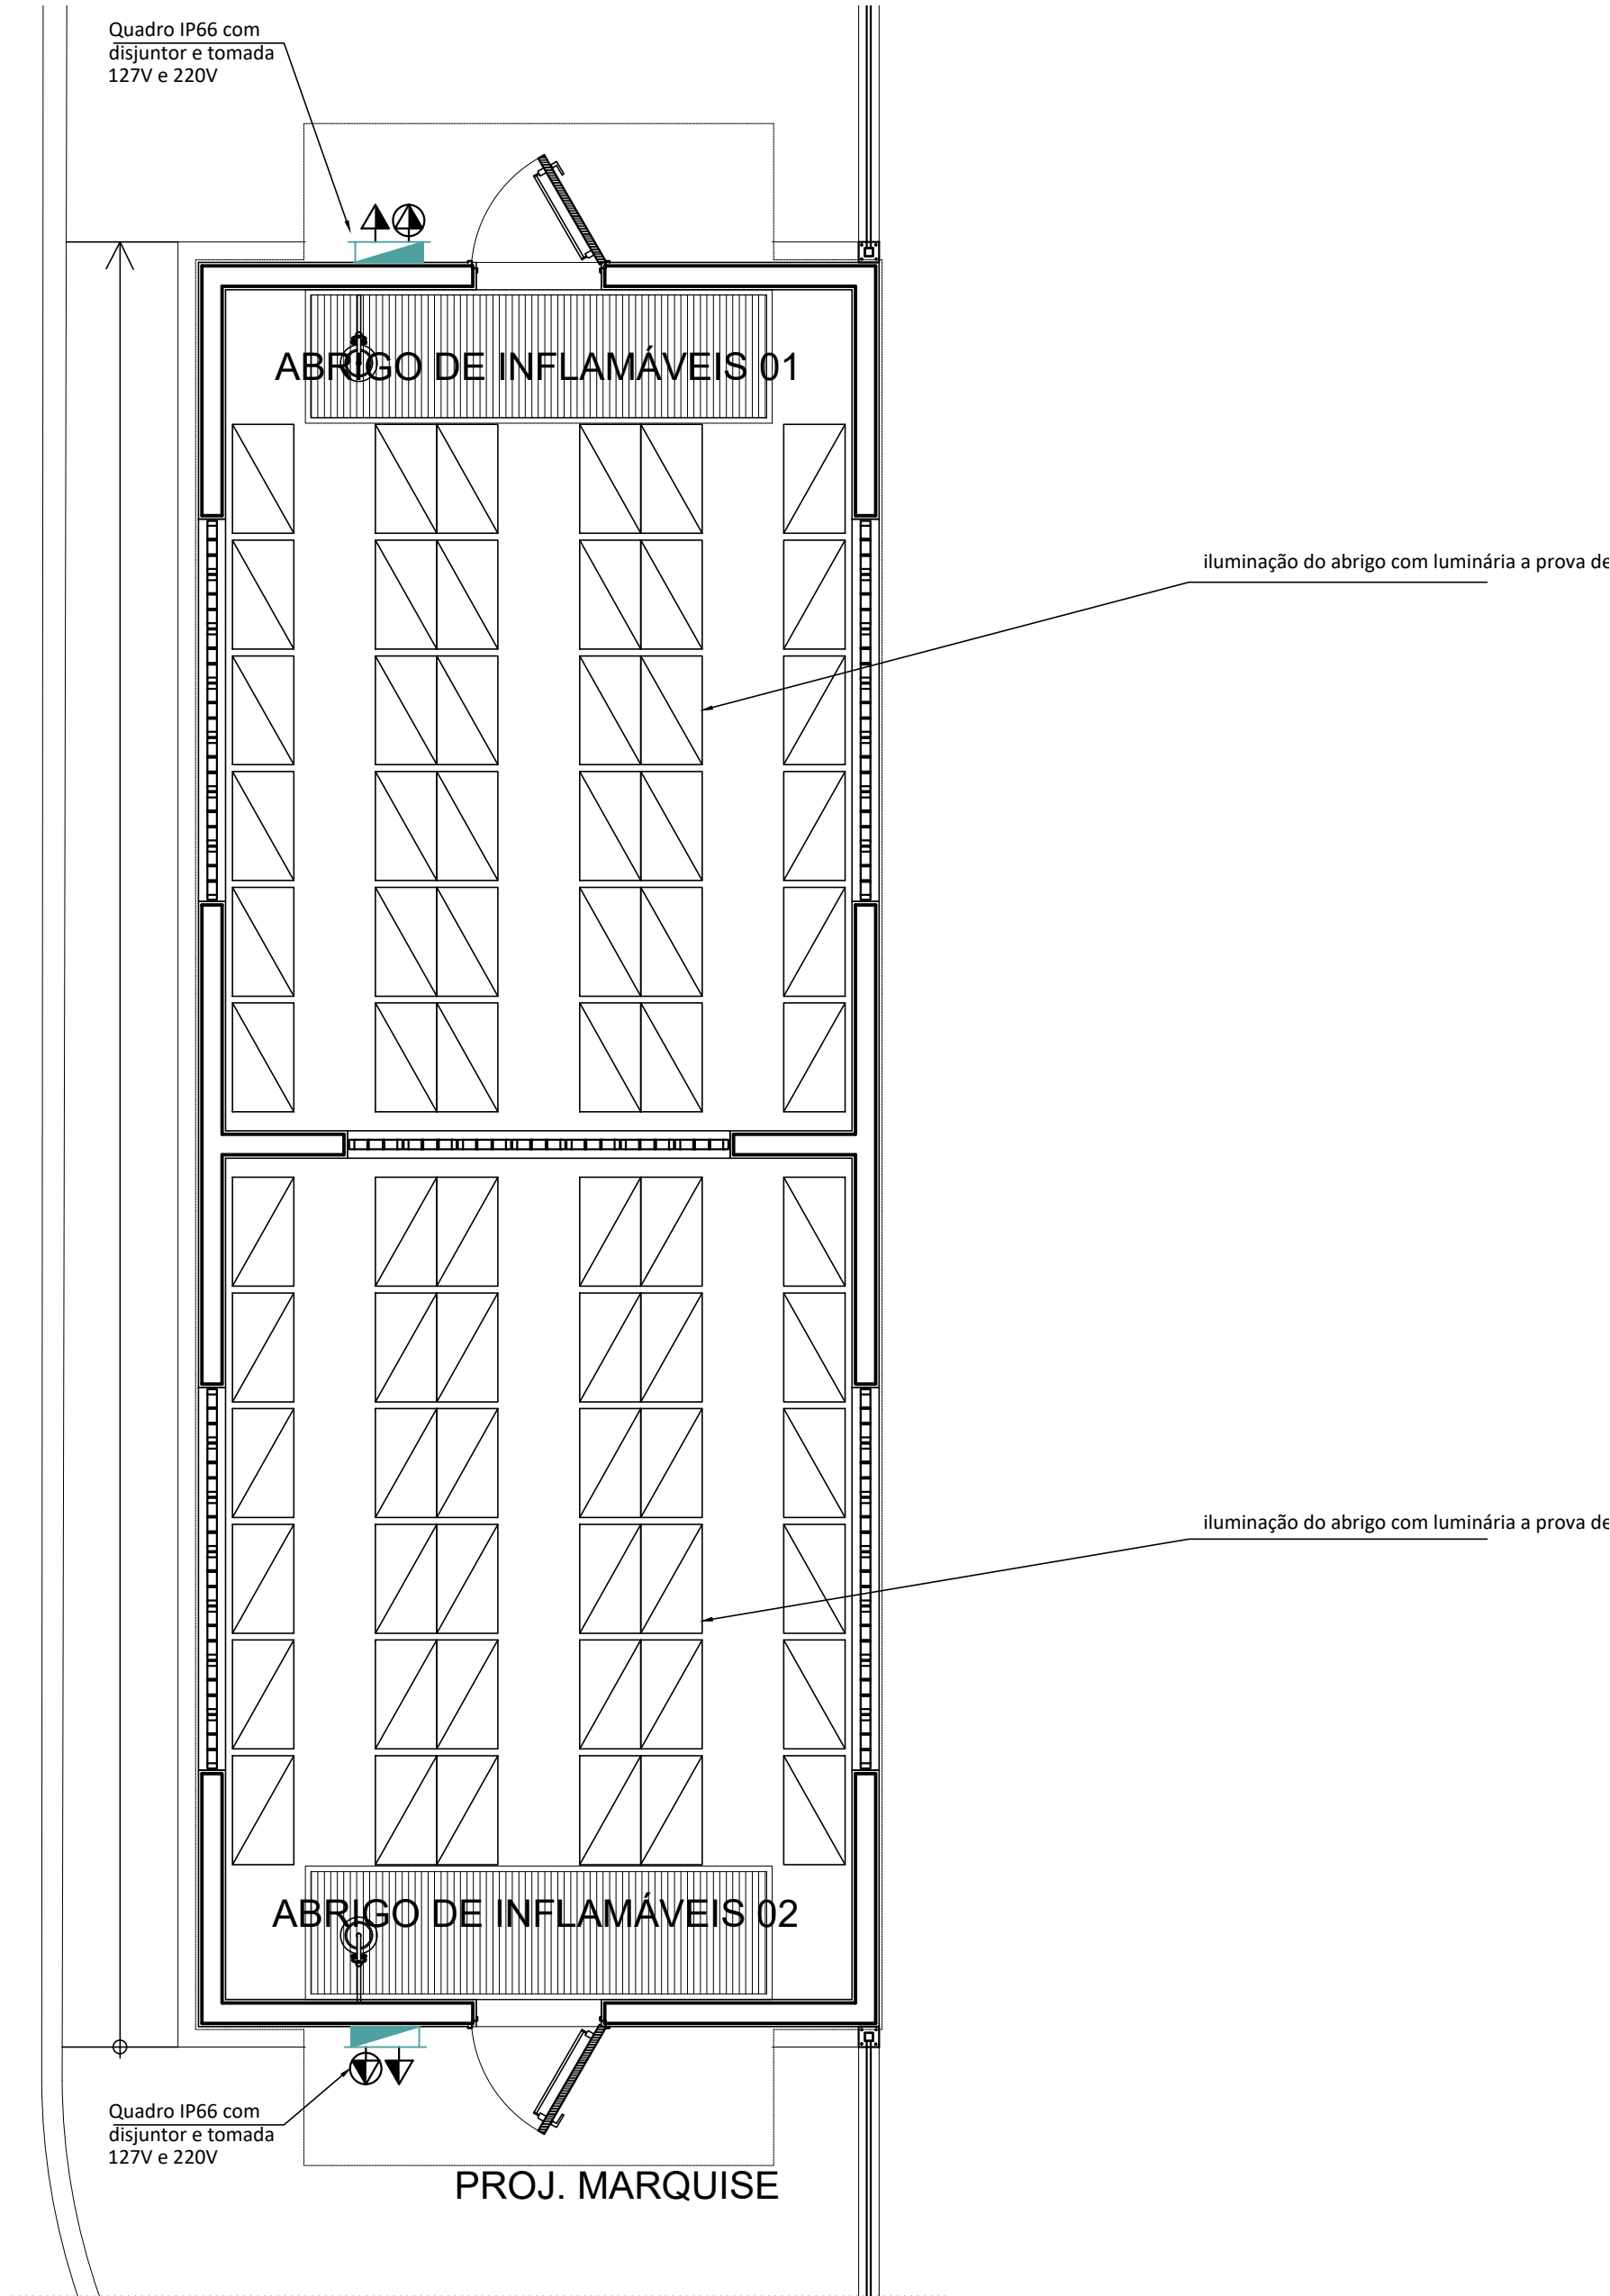 Quadro IP66 com
disjuntor e tomada
127V e 220V
ABRIGO DE INFLAMÁVEIS 01
iluminação do abrigo com luminária a prova de
iluminação do abrigo com luminária a prova de
ABRIGO DE INFLAMÁVEIS 02
Quadro IP66 com
disjuntor e tomada
127V e 220V
PROJ. MARQUISE